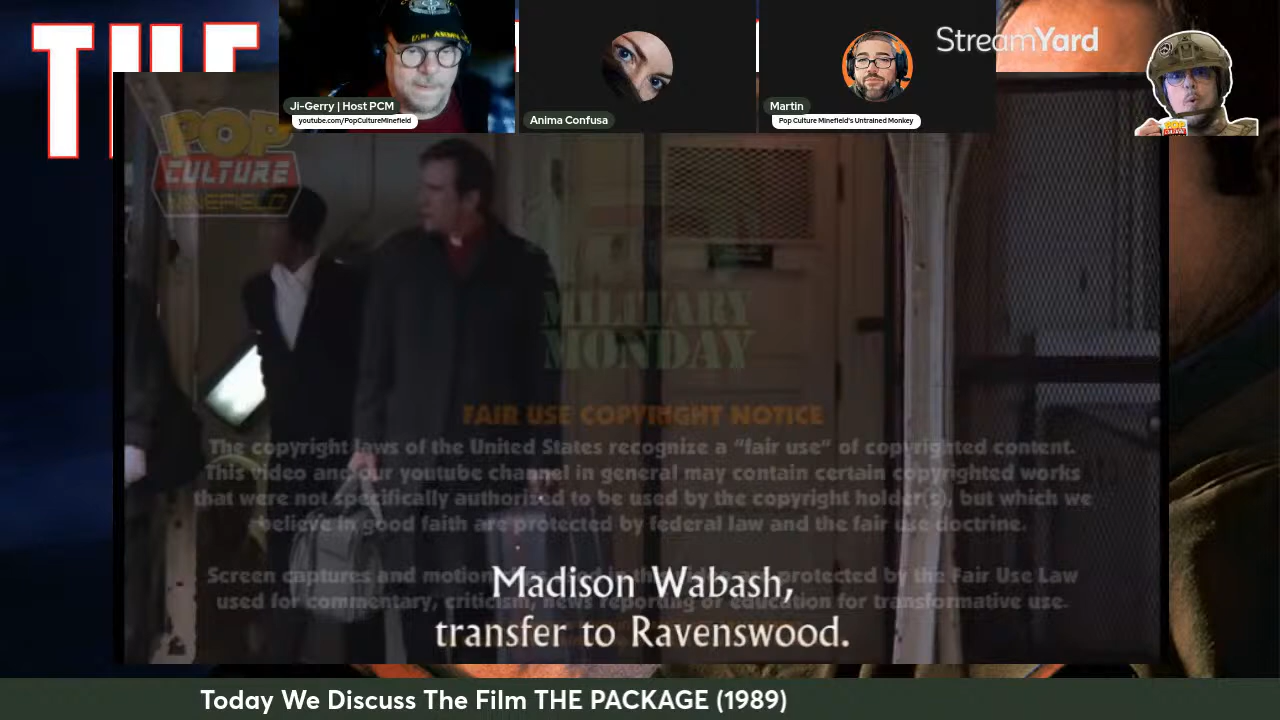 THE
StreamYard
Ji-Gerry | Host PCM
youtube.com/PopCultureMinefield
Anima Confusa
Martin
Pop Culture Minefield's Untrained Monkey
POP
CULTURE
MINEFIELD
MILITARY
MONDAY
FAIR USE COPYRIGHT NOTICE
The copyright laws of the United States recognize a "fair use" of copyrighted content.
This video and our youtube channel in general may contain certain copyrighted works
that were not specifically authorized to be used by the copyright holder(s), but which we
believe in good faith are protected by federal law and the fair use doctrine.
Screen captures and motion in the are protected by the Fair Use Law
used for commentary, criticism, news reporting or education for transformative use.
Madison Wabash,
transfer to Ravenswood.
Today We Discuss The Film THE PACKAGE (1989)